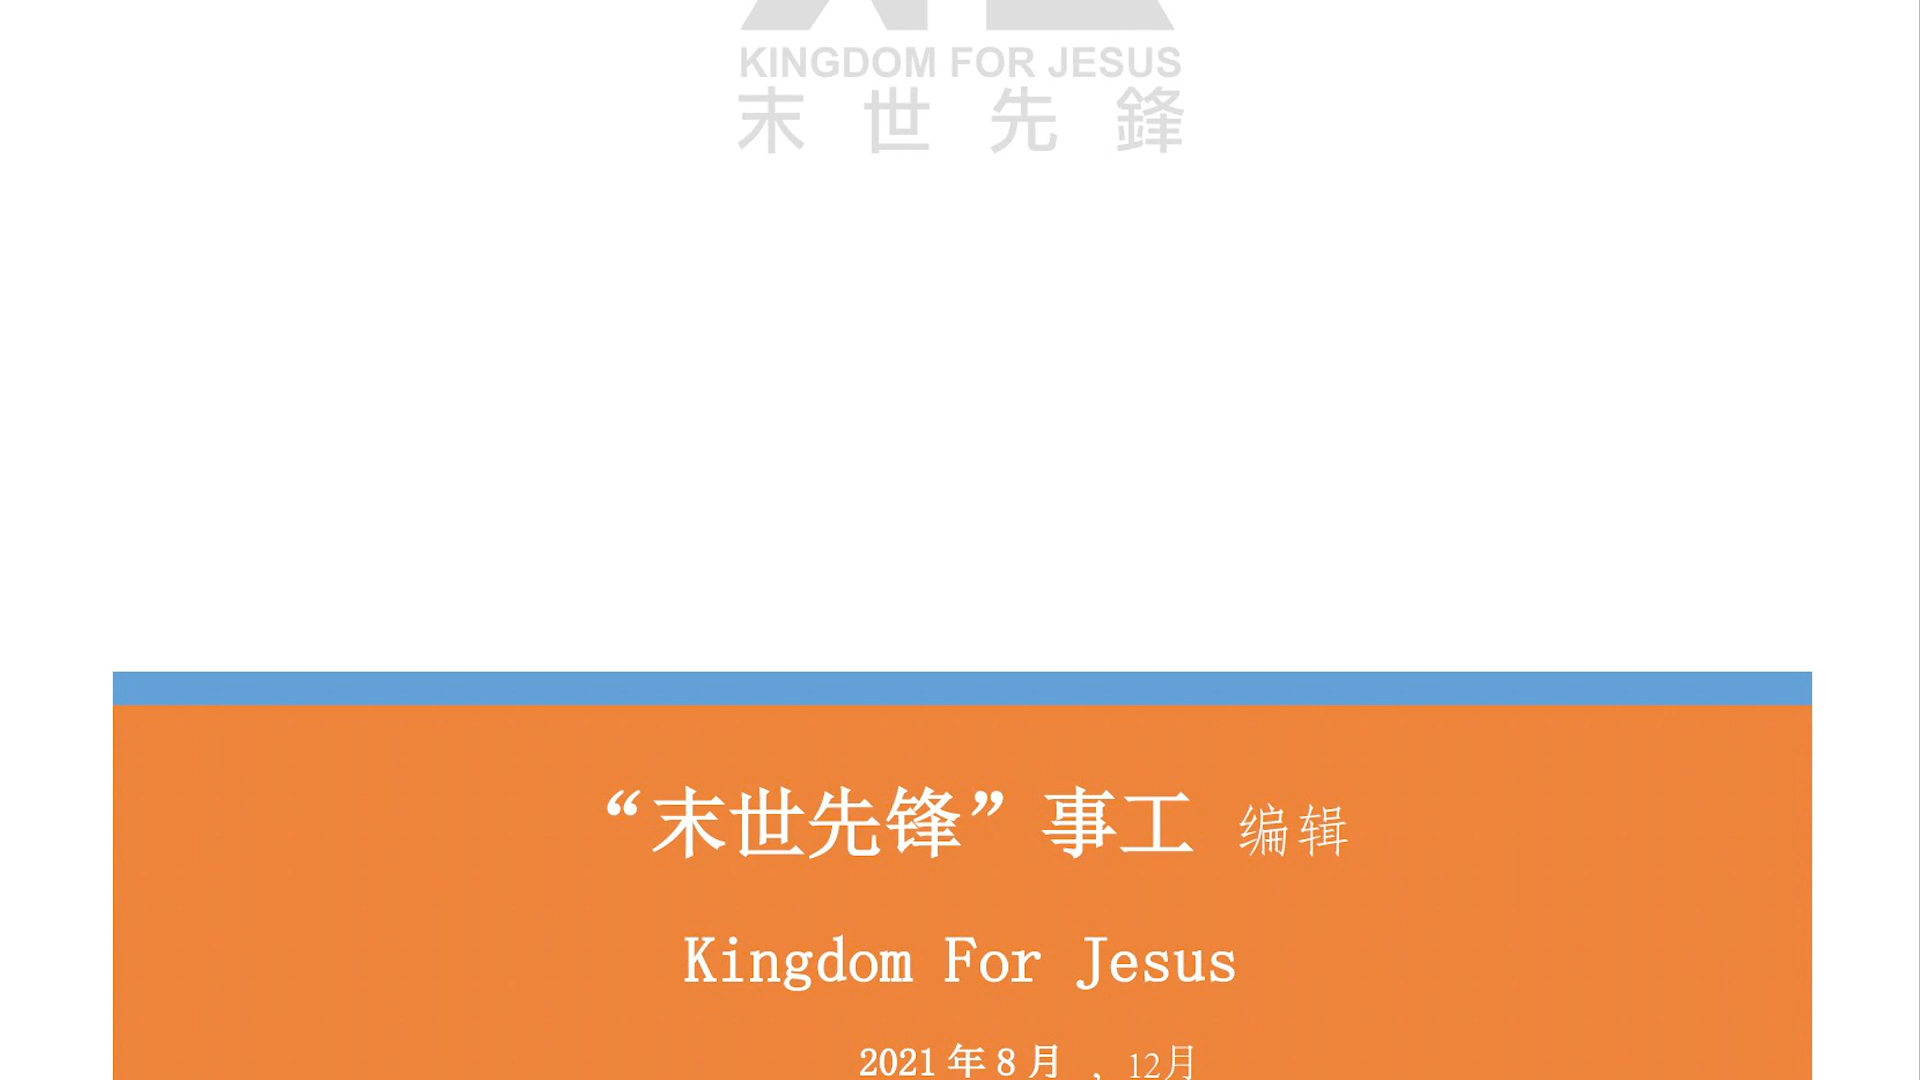 KINGDOM FOR JESUS
末世先鋒
“末世先锋”事工 编辑
Kingdom For Jesus
2021 年 8 月 , 12月